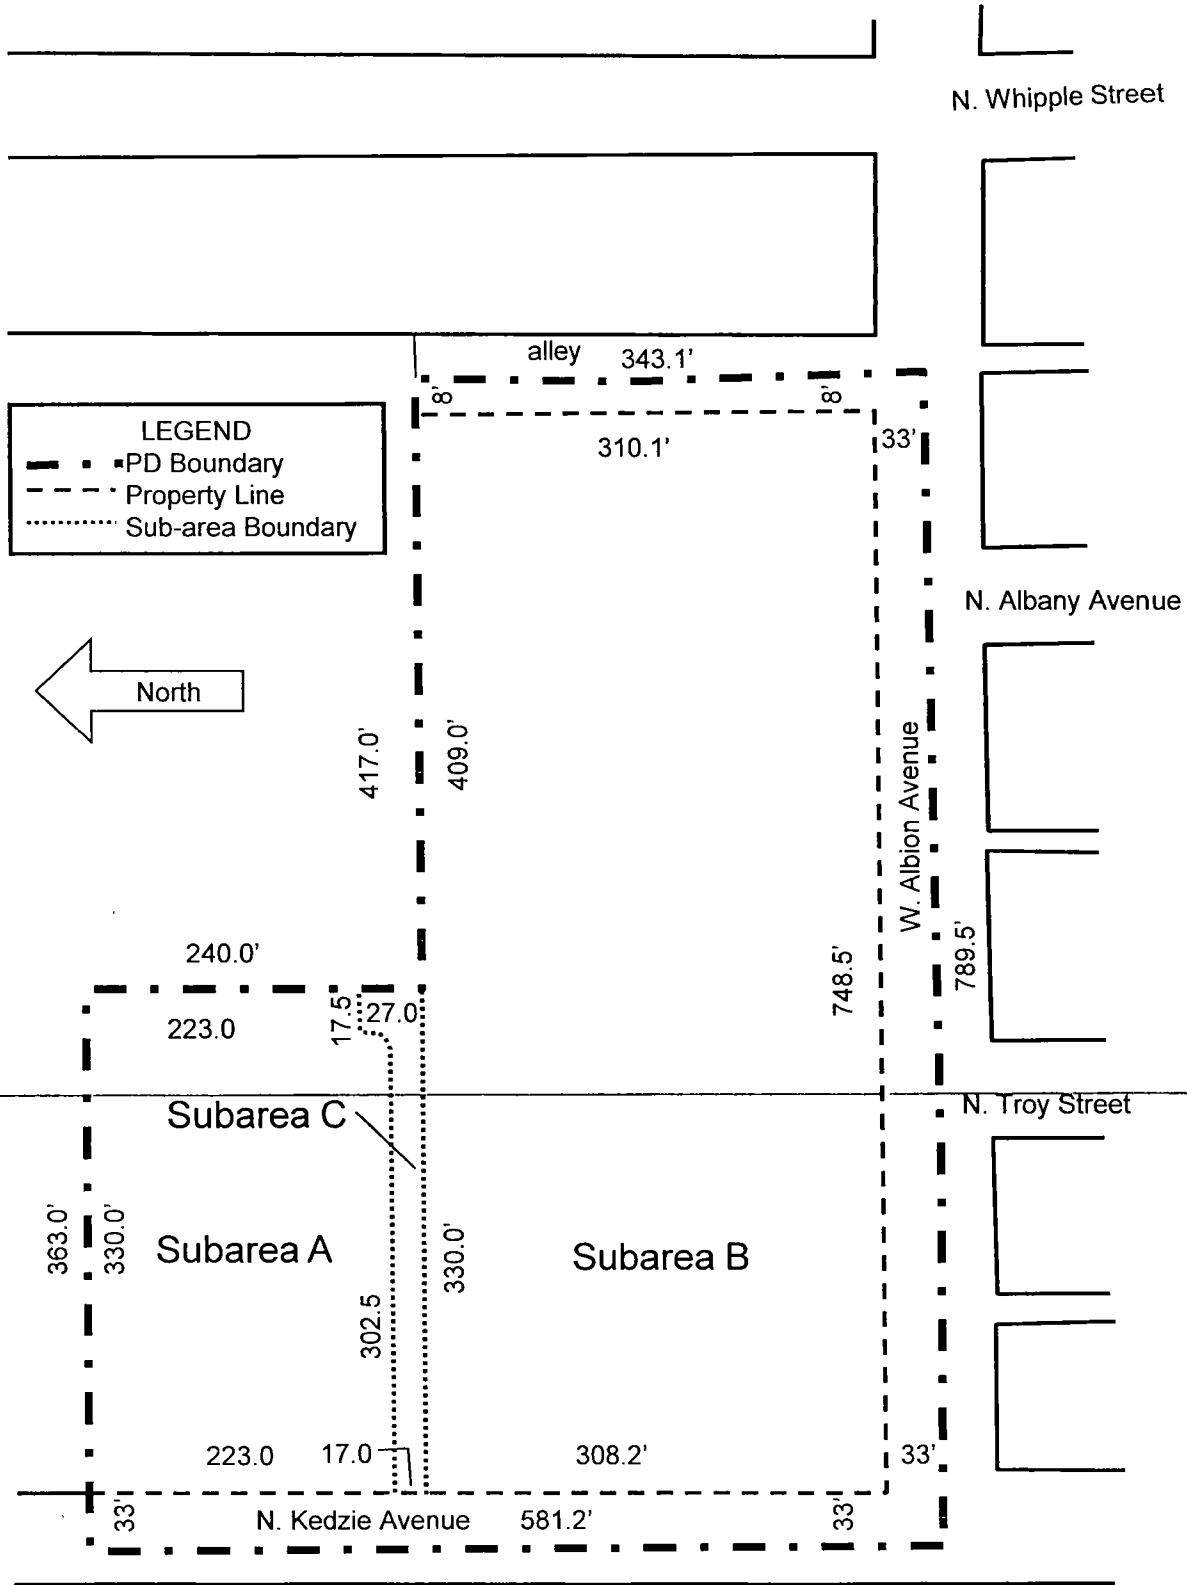 N. Whipple Street
alley
343.1'
8'
8'
LEGEND
PD Boundary
Property Line
Sub-area Boundary
310.1'
33'
N. Albany Avenue
North
417.0'
409.0'
W. Albion Avenue
240.0'
748.5'
789.5'
223.0
17.5
27.0
Subarea C
N. Troy Street
363.0'
330.0'
Subarea A
330.0'
Subarea B
302.5
223.0
17.0
308.2'
33'
33'
N. Kedzie Avenue
581.2'
33'